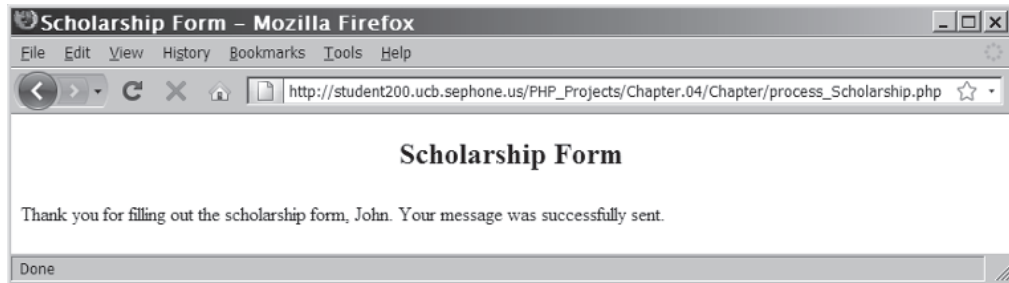 Scholarship Form – Mozilla Firefox
File Edit View History Bookmarks Tools Help
http://student200.ucb.sephone.us/PHP_Projects/Chapter.04/Chapter/process_Scholarship.php
Scholarship Form
Thank you for filling out the scholarship form, John. Your message was successfully sent.
Done